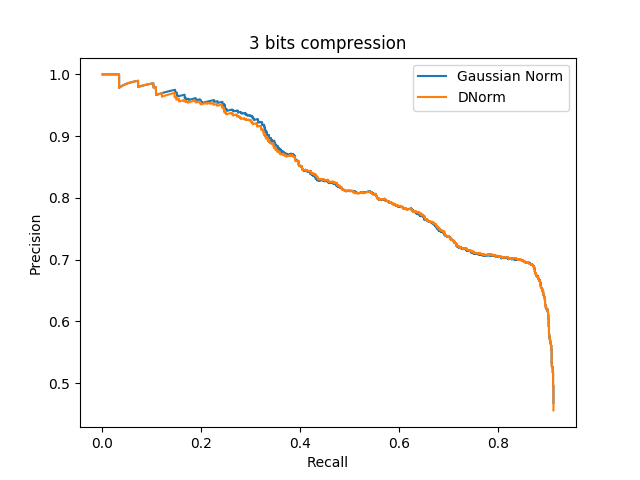 3 bits compression
Gaussian Norm
DNorm
1.0
0.9
0.8
0.7
0.6
0.5
Precision
0.0 0.2 0.4 0.6 0.8
Recall